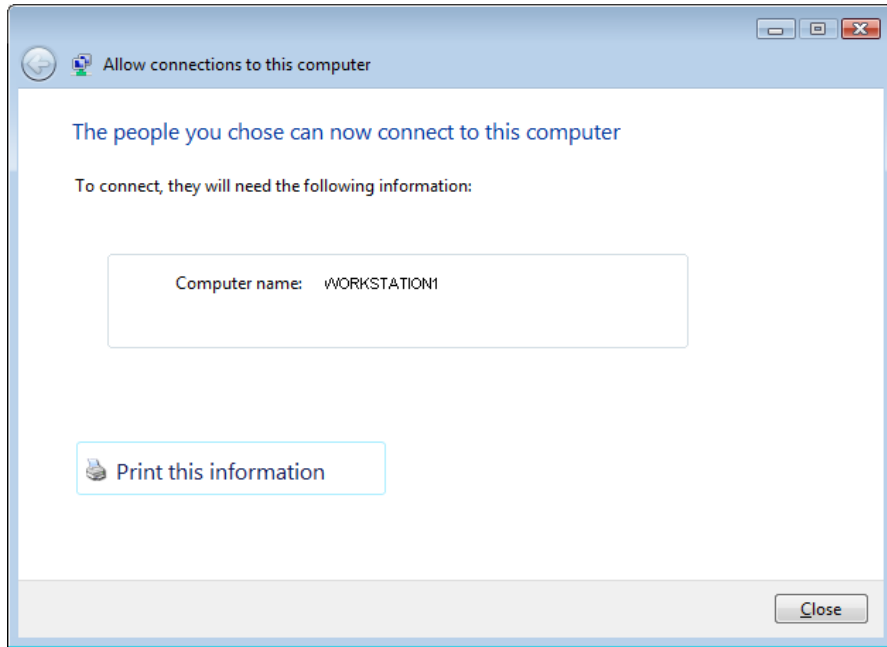 Allow connections to this computer
The people you chose can now connect to this computer
To connect, they will need the following information:
Computer name: WORKSTATION1
Print this information
Close